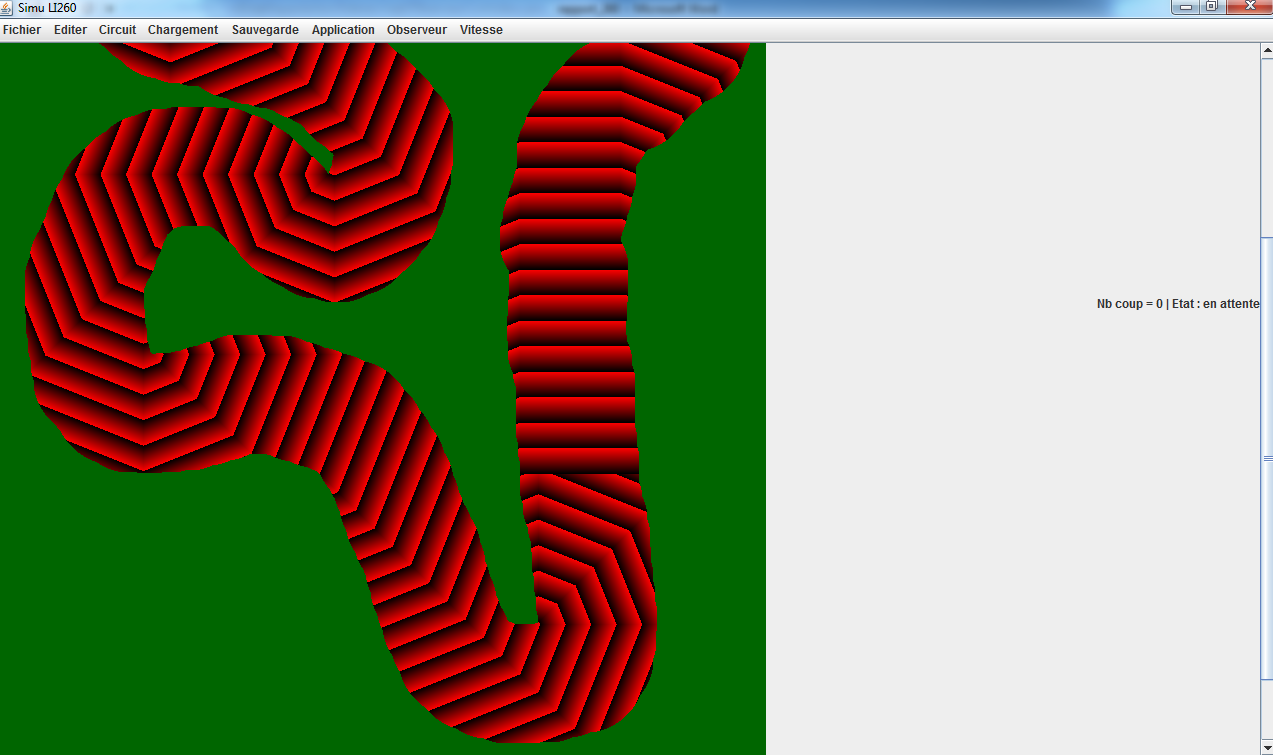 Simu LI260
Fichier Editer Circuit Chargement Sauvegarde Application Observeur Vitesse
Nb coup = 0 | Etat : en attente